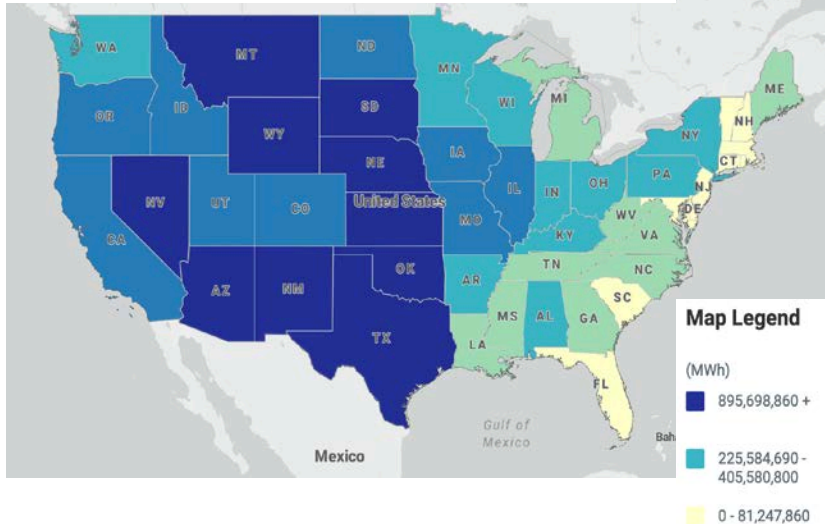 WA
MT
ND
MN
OR
ID
SD
WI
MI
ME
WY
NH
NY
CT
NE
IA
PA
NJ
NV
UT
CO
United States
IL
IN
OH
DE
MO
WV
KY
VA
CA
AZ
NM
OK
AR
TN
NC
MS
AL
GA
SC
TX
LA
FL
Gulf of
Mexico
Mexico
Bah
Map Legend
(MWh)
895,698,860 +
225,584,690 -
405,580,800
0 - 81,247,860